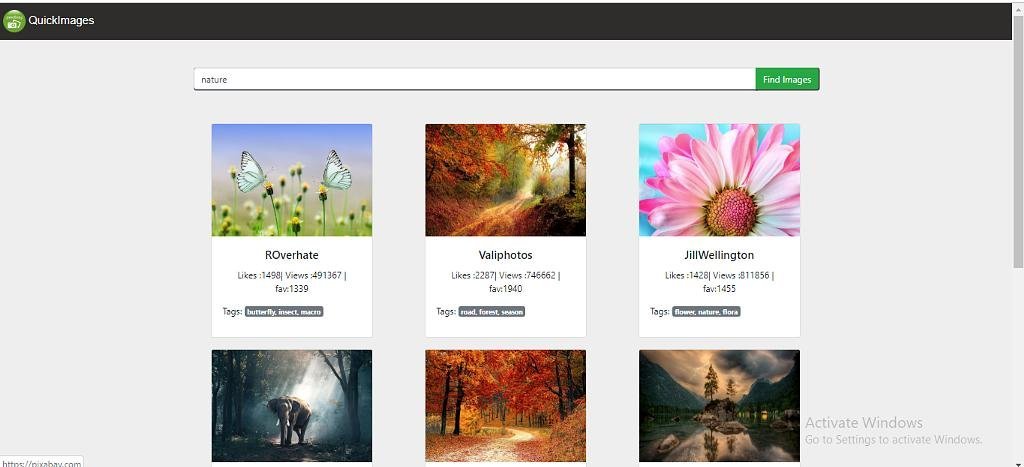 QuickImages
nature
Find Images
ROverhate
Likes :1498| Views :491367 |
fav:1339
Tags: butterfly, insect, macro
Valiphotos
Likes :2287| Views :746662 |
fav:1940
Tags: road, forest, season
JillWellington
Likes :1428| Views :811856 |
fav:1455
Tags: flower, nature, flora
Activate Windows
Go to Settings to activate Windows.
https://pixabay.com